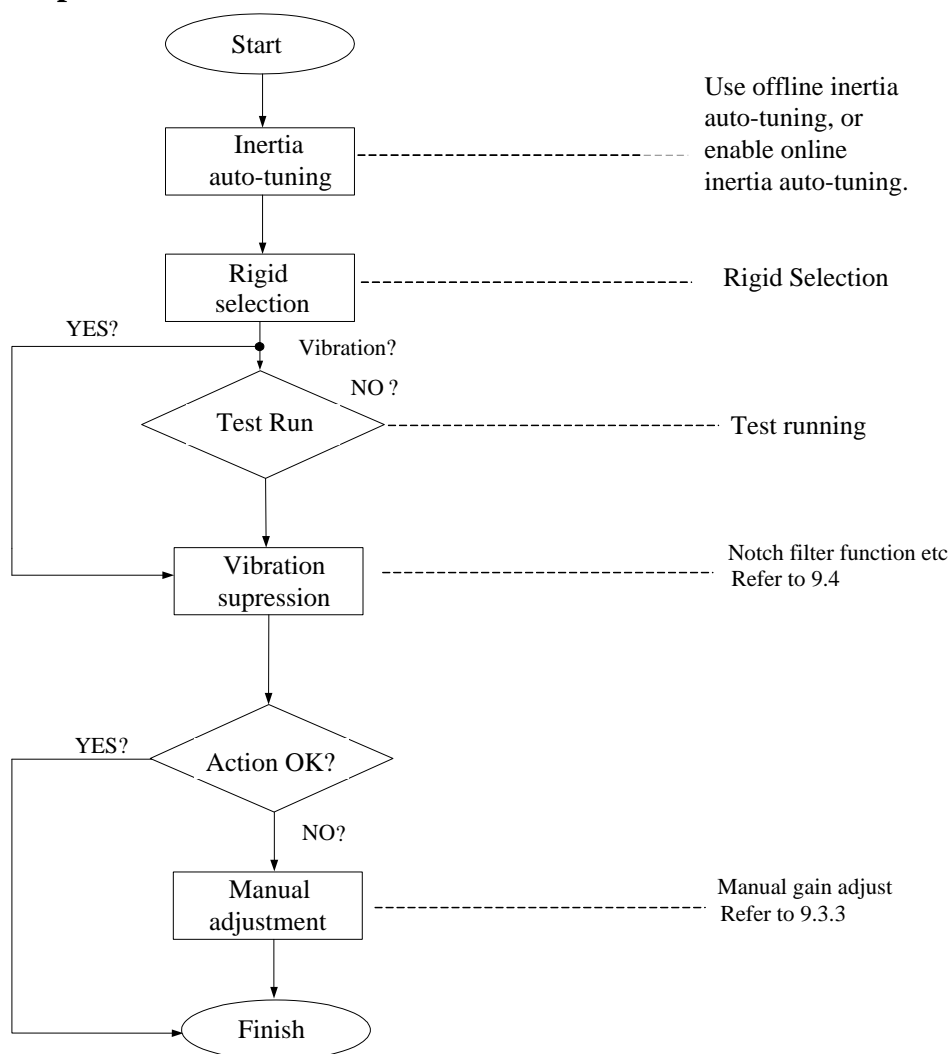 Start
Use offline inertia
auto-tuning, or
enable online
inertia auto-tuning.
Inertia
auto-tuning
Rigid
selection
Rigid Selection
YES?
Vibration?
NO ?
Test Run
Test running
Vibration
supression
Notch filter function etc
Refer to 9.4
YES?
Action OK?
NO?
Manual
adjustment
Manual gain adjust
Refer to 9.3.3
Finish